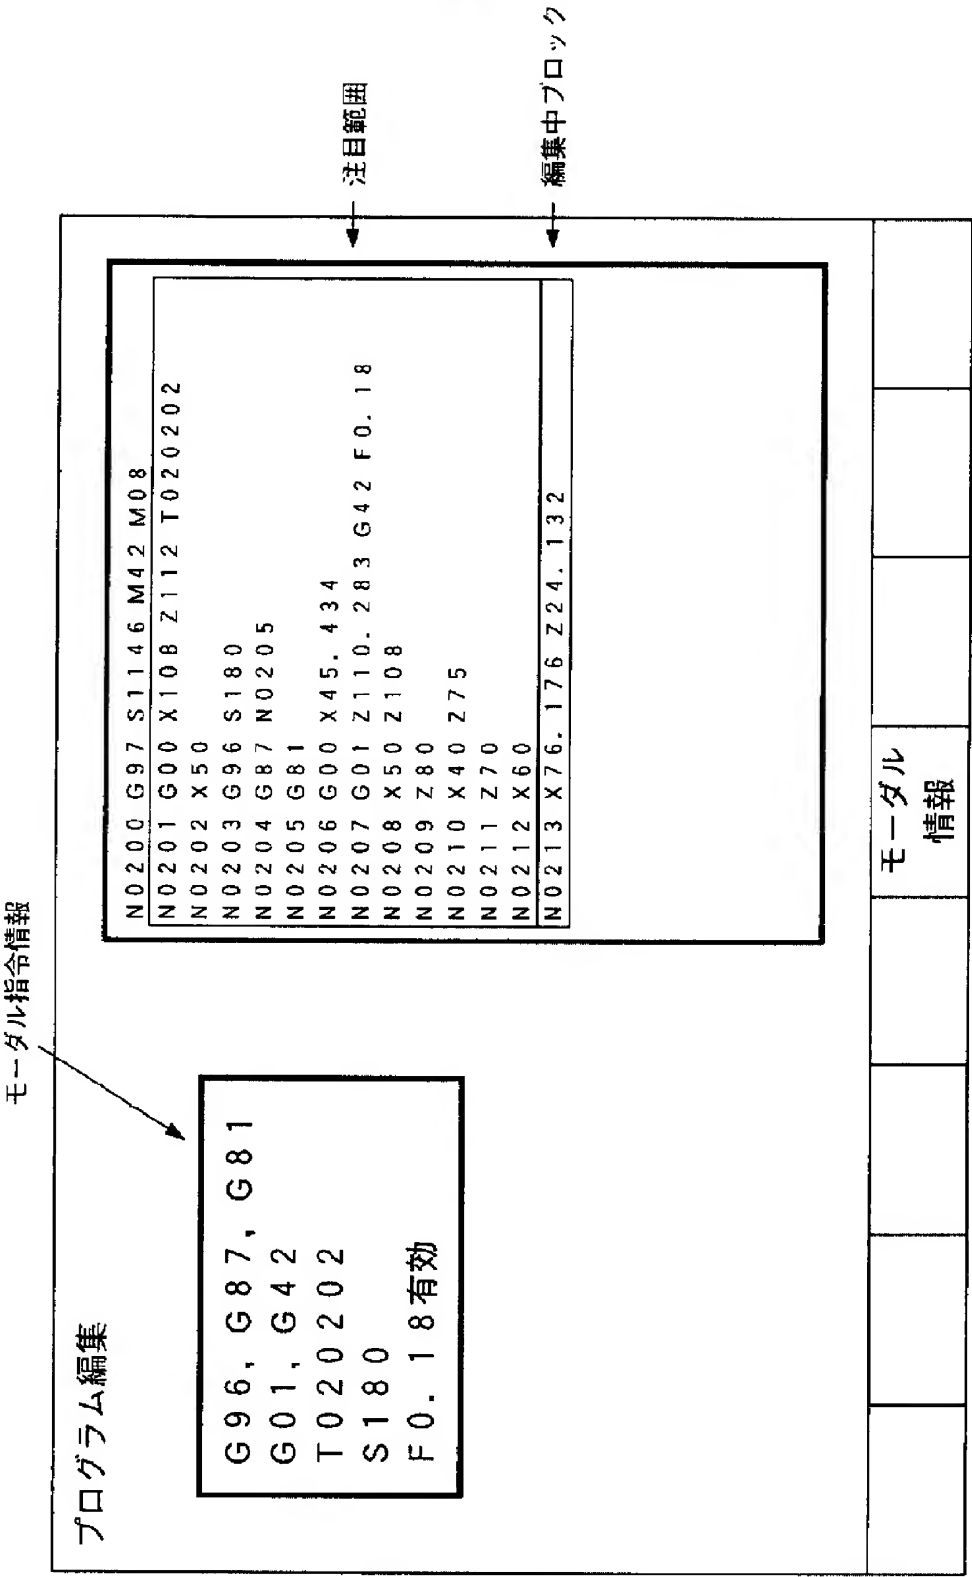 モーダル指令情報
プログラム編集
G96, G87, G81
G01, G42
T020202
S180
F0. 18有効
N0200 G97 S1146 M42 M08
N0201 G00 X108 Z112 T020202
N0202 X50
N0203 G96 S180
N0204 G87 N0205
N0205 G81
N0206 G00 X45. 434
N0207 G01 Z110. 283 G42 F0. 18
N0208 X50 Z108
N0209 Z80
N0210 X40 Z75
N0211 Z70
N0212 X60
N0213 X76. 176 Z24. 132
注目範囲
編集中ブロック
モーダル
情報